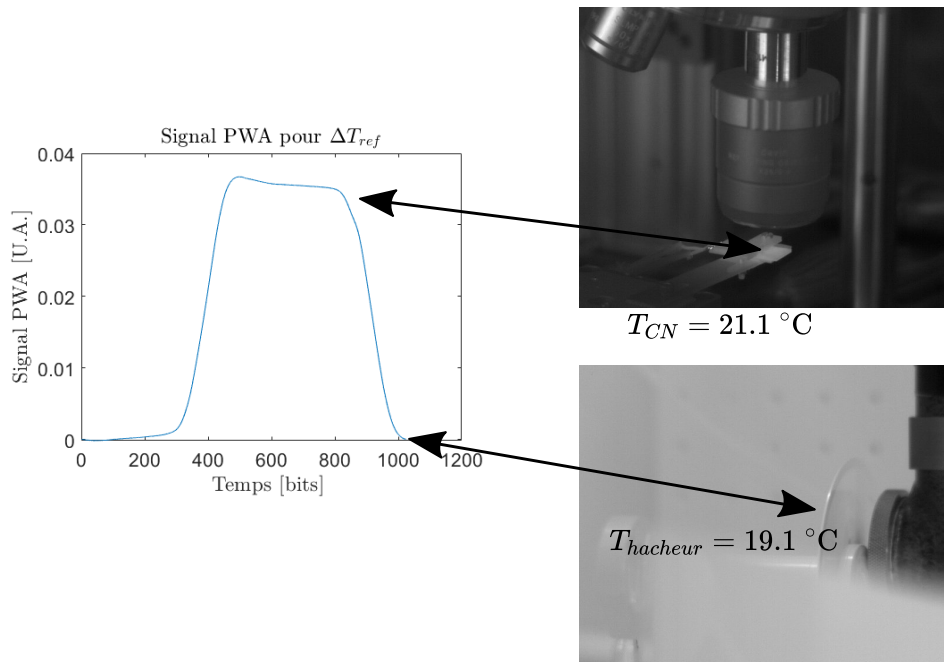 Signal PWA pour ΔT_ref
Signal PWA [U.A.]
0.04
0.03
0.02
0.01
0
0 200 400 600 800 1000 1200
Temps [bits]
T_CN = 21.1 °C
T_hacheur = 19.1 °C